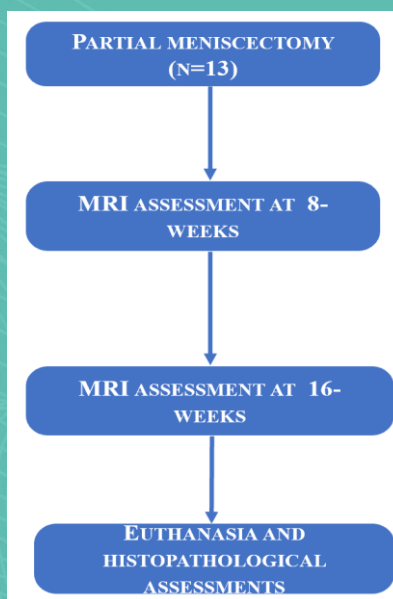 PARTIAL MENISCECTOMY
(N=13)
MRI ASSESSMENT AT 8-
WEEKS
MRI ASSESSMENT AT 16-
WEEKS
EUTHANASIA AND
HISTOPATHOLOGICAL
ASSESSMENTS